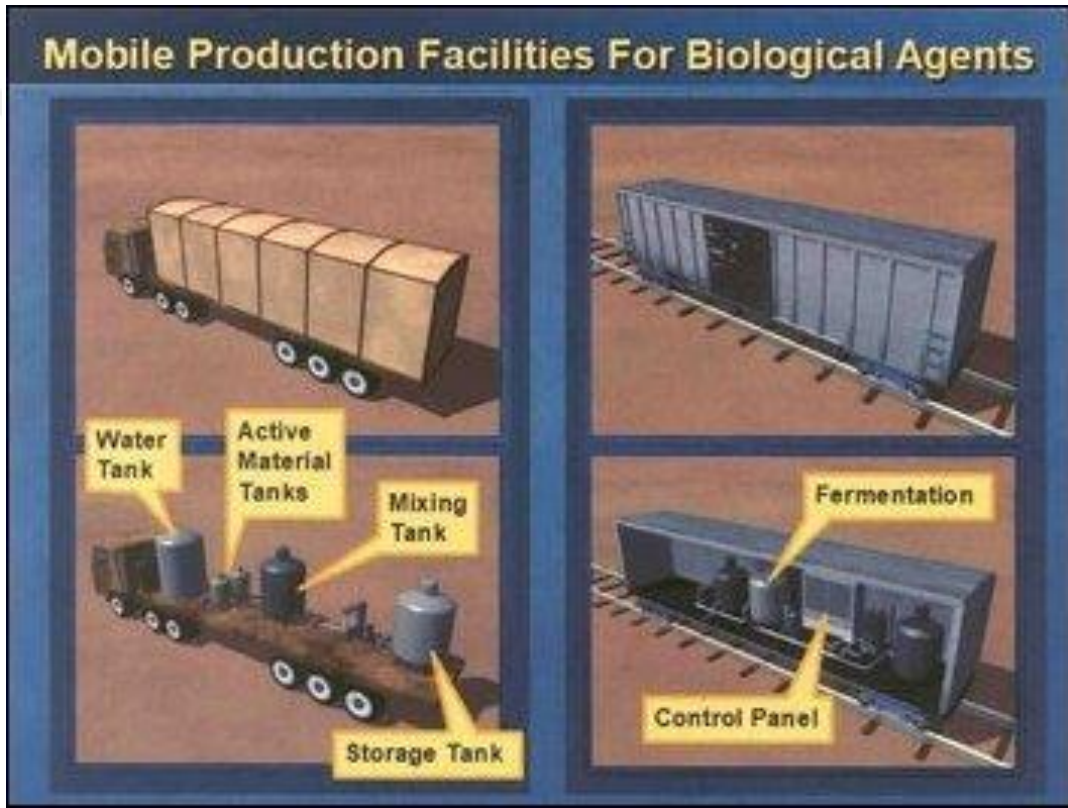 Mobile Production Facilities For Biological Agents
Water
Tank
Active
Material
Tanks
Mixing
Tank
Storage Tank
Fermentation
Control Panel